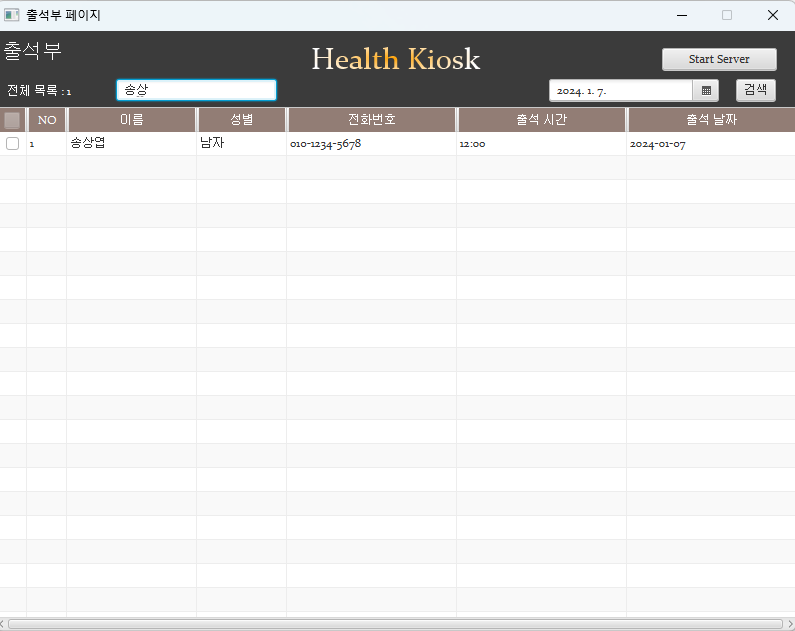 출석부 페이지
출석부
Health Kiosk
Start Server
전체 목록 : 1
송상
2024. 1. 7.
검색
NO 이름 성별 전화번호 출석 시간 출석 날짜
1 송상엽 남자 010-1234-5678 12:00 2024-01-07